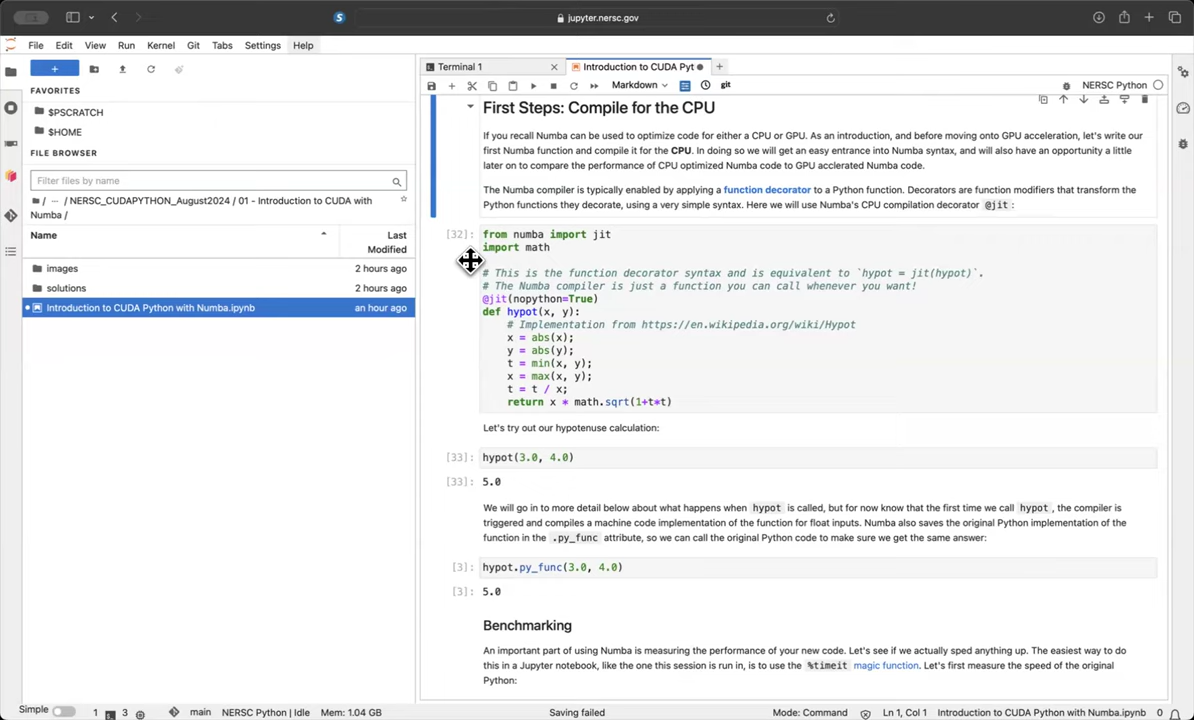 S
jupyter.nersc.gov
File Edit View Run Kernel Git Tabs Settings Help
+
FAVORITES
$PSCRATCH
$HOME
FILE BROWSER
Filter files by name
/ ··· / NERSC_CUDAPYTHON_August2024 / 01 - Introduction to CUDA with
Numba /
Name Last
Modified
images 2 hours ago
solutions 2 hours ago
Introduction to CUDA Python with Numba.ipynb an hour ago
Terminal 1 × Introduction to CUDA Pyt +
Markdown git NERSC Python
First Steps: Compile for the CPU
If you recall Numba can be used to optimize code for either a CPU or GPU. As an introduction, and before moving onto GPU acceleration, let's write our
first Numba function and compile it for the CPU. In doing so we will get an easy entrance into Numba syntax, and will also have an opportunity a little
later on to compare the performance of CPU optimized Numba code to GPU acclerated Numba code.
The Numba compiler is typically enabled by applying a function decorator to a Python function. Decorators are function modifiers that transform the
Python functions they decorate, using a very simple syntax. Here we will use Numba's CPU compilation decorator @jit:
[32]: from numba import jit
import math
# This is the function decorator syntax and is equivalent to `hypot = jit(hypot)`.
# The Numba compiler is just a function you can call whenever you want!
@jit(nopython=True)
def hypot(x, y):
# Implementation from https://en.wikipedia.org/wiki/Hypot
x = abs(x);
y = abs(y);
t = min(x, y);
x = max(x, y);
t = t / x;
return x * math.sqrt(1+t*t)
Let's try out our hypotenuse calculation:
[33]: hypot(3.0, 4.0)
[33]: 5.0
We will go in to more detail below about what happens when hypot is called, but for now know that the first time we call hypot, the compiler is
triggered and compiles a machine code implementation of the function for float inputs. Numba also saves the original Python implementation of the
function in the .py_func attribute, so we can call the original Python code to make sure we get the same answer:
[3]: hypot.py_func(3.0, 4.0)
[3]: 5.0
Benchmarking
An important part of using Numba is measuring the performance of your new code. Let's see if we actually sped anything up. The easiest way to do
this in a Jupyter notebook, like the one this session is run in, is to use the %timeit magic function. Let's first measure the speed of the original
Python:
Simple 1 3 main NERSC Python | Idle Mem: 1.04 GB Saving failed Mode: Command Ln 1, Col 1 Introduction to CUDA Python with Numba.ipynb 0